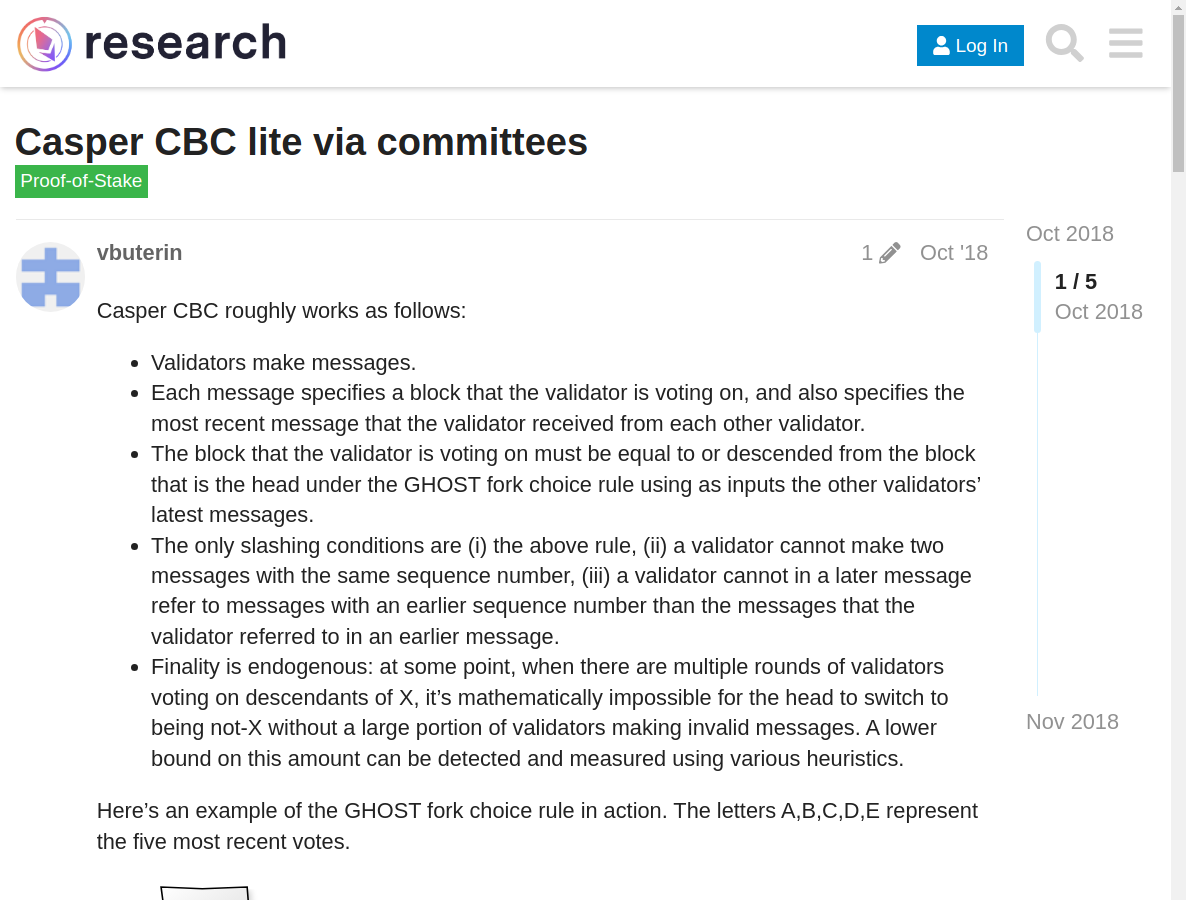 research
Log In
Casper CBC lite via committees
Proof-of-Stake
vbuterin
1
Oct '18
Oct 2018
1 / 5
Oct 2018
Casper CBC roughly works as follows:
Validators make messages.
Each message specifies a block that the validator is voting on, and also specifies the
most recent message that the validator received from each other validator.
The block that the validator is voting on must be equal to or descended from the block
that is the head under the GHOST fork choice rule using as inputs the other validators’
latest messages.
The only slashing conditions are (i) the above rule, (ii) a validator cannot make two
messages with the same sequence number, (iii) a validator cannot in a later message
refer to messages with an earlier sequence number than the messages that the
validator referred to in an earlier message.
Finality is endogenous: at some point, when there are multiple rounds of validators
voting on descendants of X, it’s mathematically impossible for the head to switch to
being not-X without a large portion of validators making invalid messages. A lower
bound on this amount can be detected and measured using various heuristics.
Nov 2018
Here’s an example of the GHOST fork choice rule in action. The letters A,B,C,D,E represent
the five most recent votes.